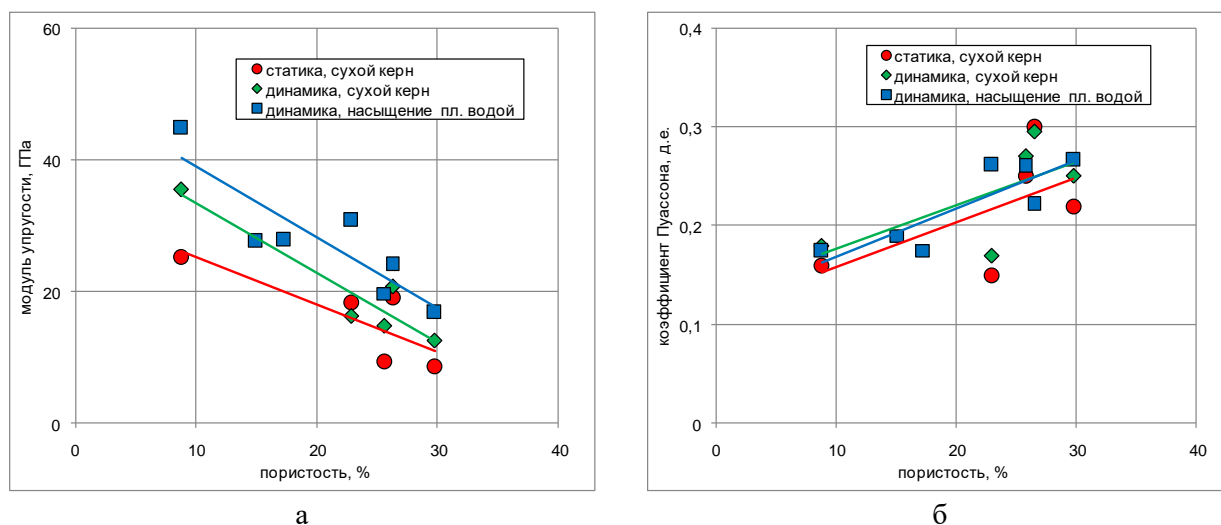 60
40
20
0
модуль упругости, ГПа
статика, сухой керн
динамика, сухой керн
динамика, насыщение пл. водой
0 10 20 30 40
пористость, %
а
0,4
0,3
0,2
0,1
0
коэффициент Пуассона, д.е.
статика, сухой керн
динамика, сухой керн
динамика, насыщение пл. водой
0 10 20 30 40
пористость, %
б